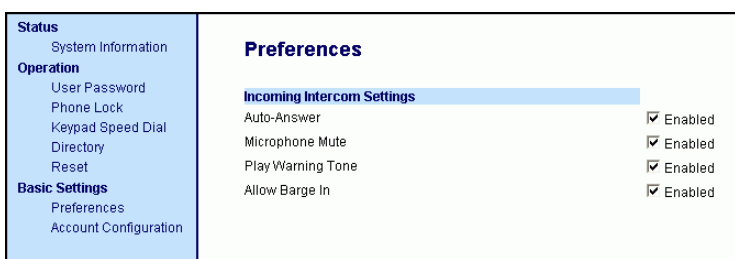 Status
System Information
Operation
User Password
Phone Lock
Keypad Speed Dial
Directory
Reset
Basic Settings
Preferences
Account Configuration
Preferences
Incoming Intercom Settings
Auto-Answer Enabled
Microphone Mute Enabled
Play Warning Tone Enabled
Allow Barge In Enabled